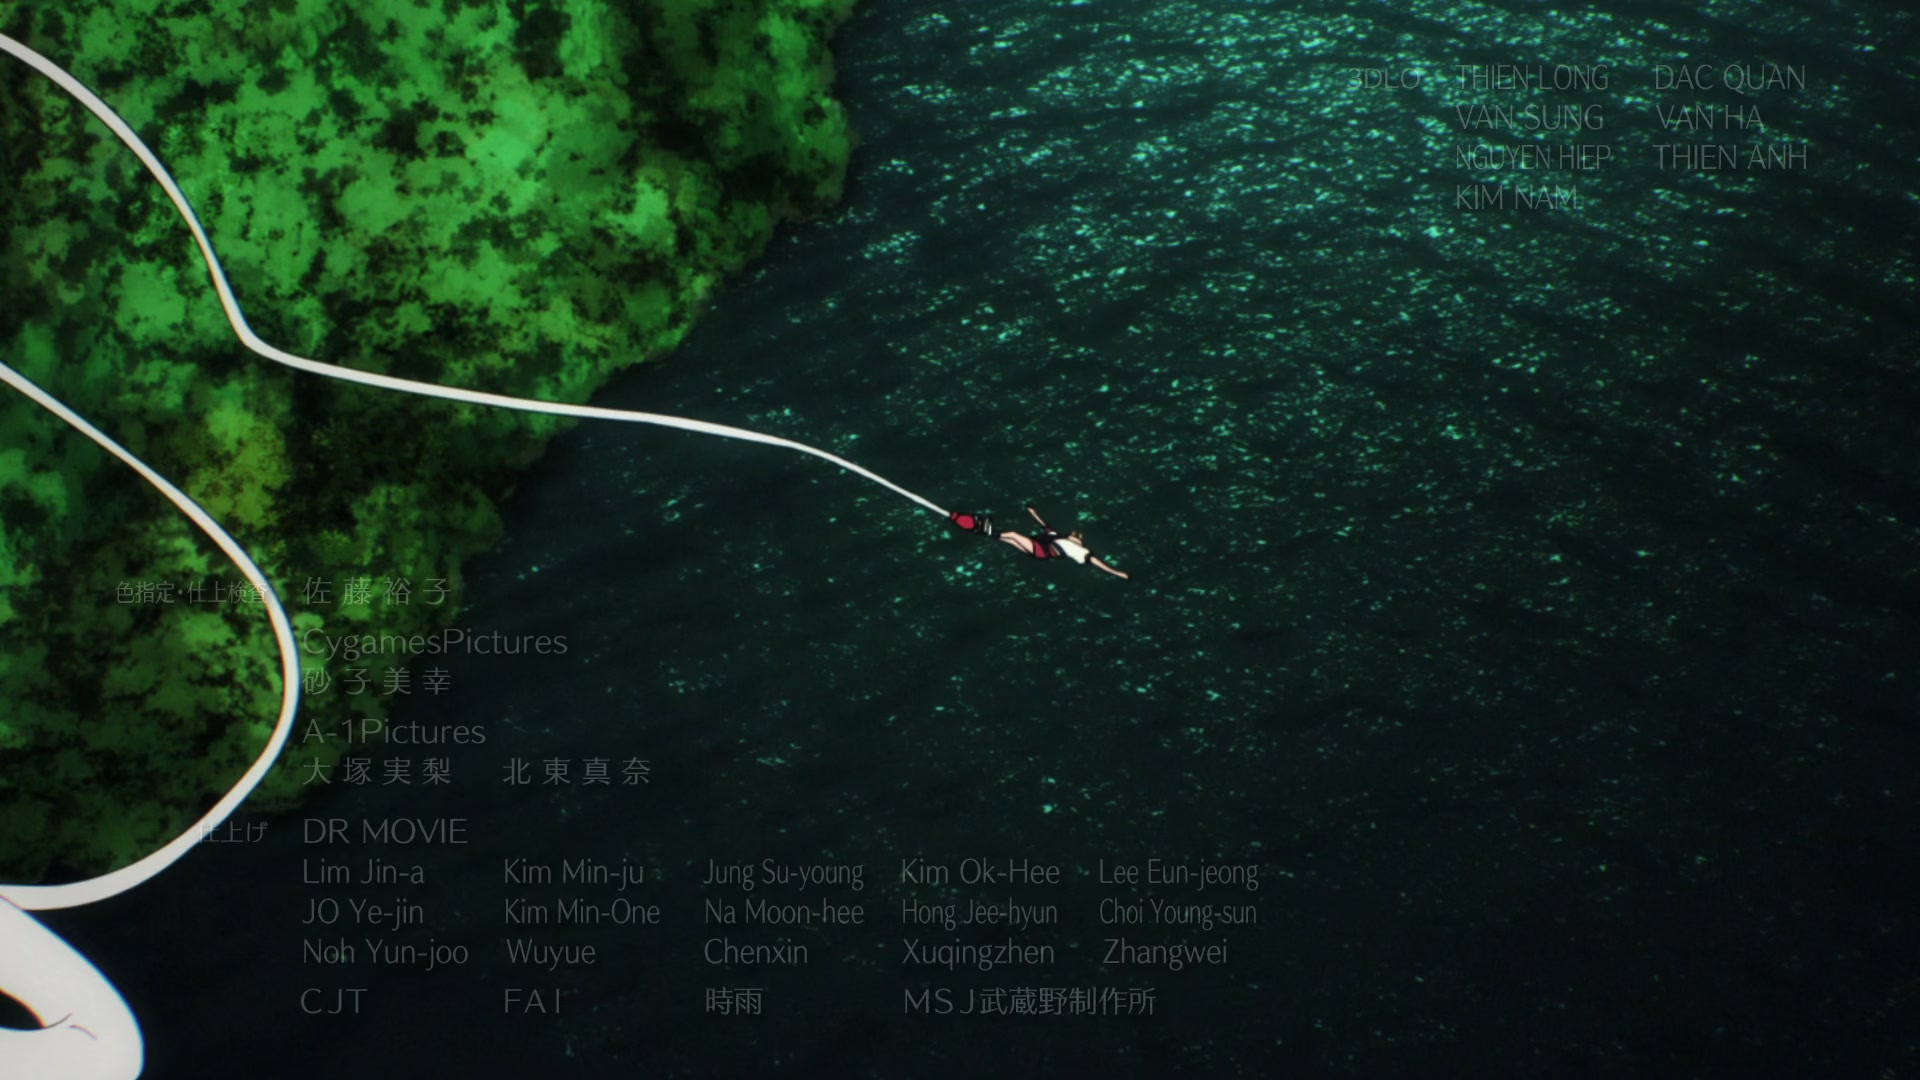 3DLO THIEN LONG DAC QUAN
VAN SUNG VAN HA
NGUYEN HIEP THIEN ANH
KIM NAM
色指定・仕上検査 佐藤裕子
CygamesPictures
砂子美幸
A-1Pictures
大塚実梨 北東真奈
仕上げ DR MOVIE
Lim Jin-a Kim Min-ju Jung Su-young Kim Ok-Hee Lee Eun-jeong
JO Ye-jin Kim Min-One Na Moon-hee Hong Jee-hyun Choi Young-sun
Noh Yun-joo Wuyue Chenxin Xuqingzhen Zhangwei
CJT FAI 時雨 MSJ武蔵野制作所